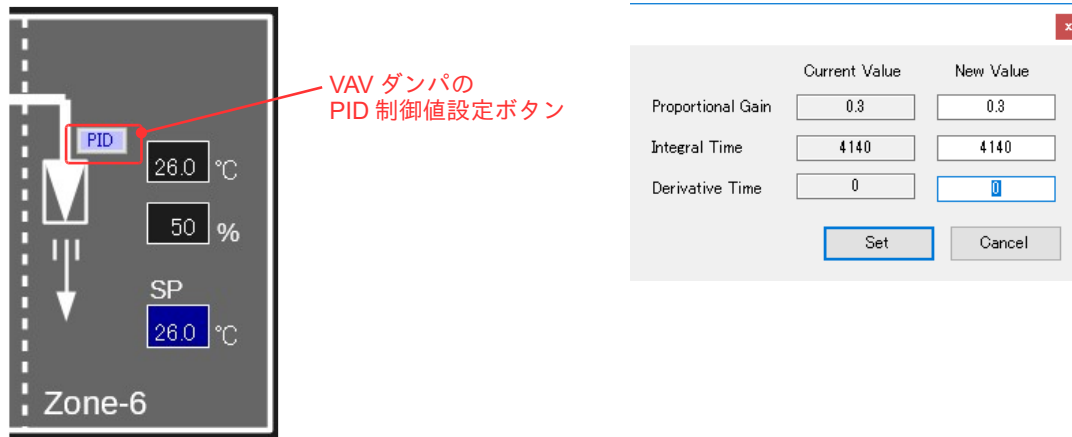 PID
26.0 ℃
50 %
SP
26.0 ℃
Zone-6
VAV ダンパの
PID 制御値設定ボタン
x
Current Value New Value
Proportional Gain 0.3 0.3
Integral Time 4140 4140
Derivative Time 0 0
Set Cancel